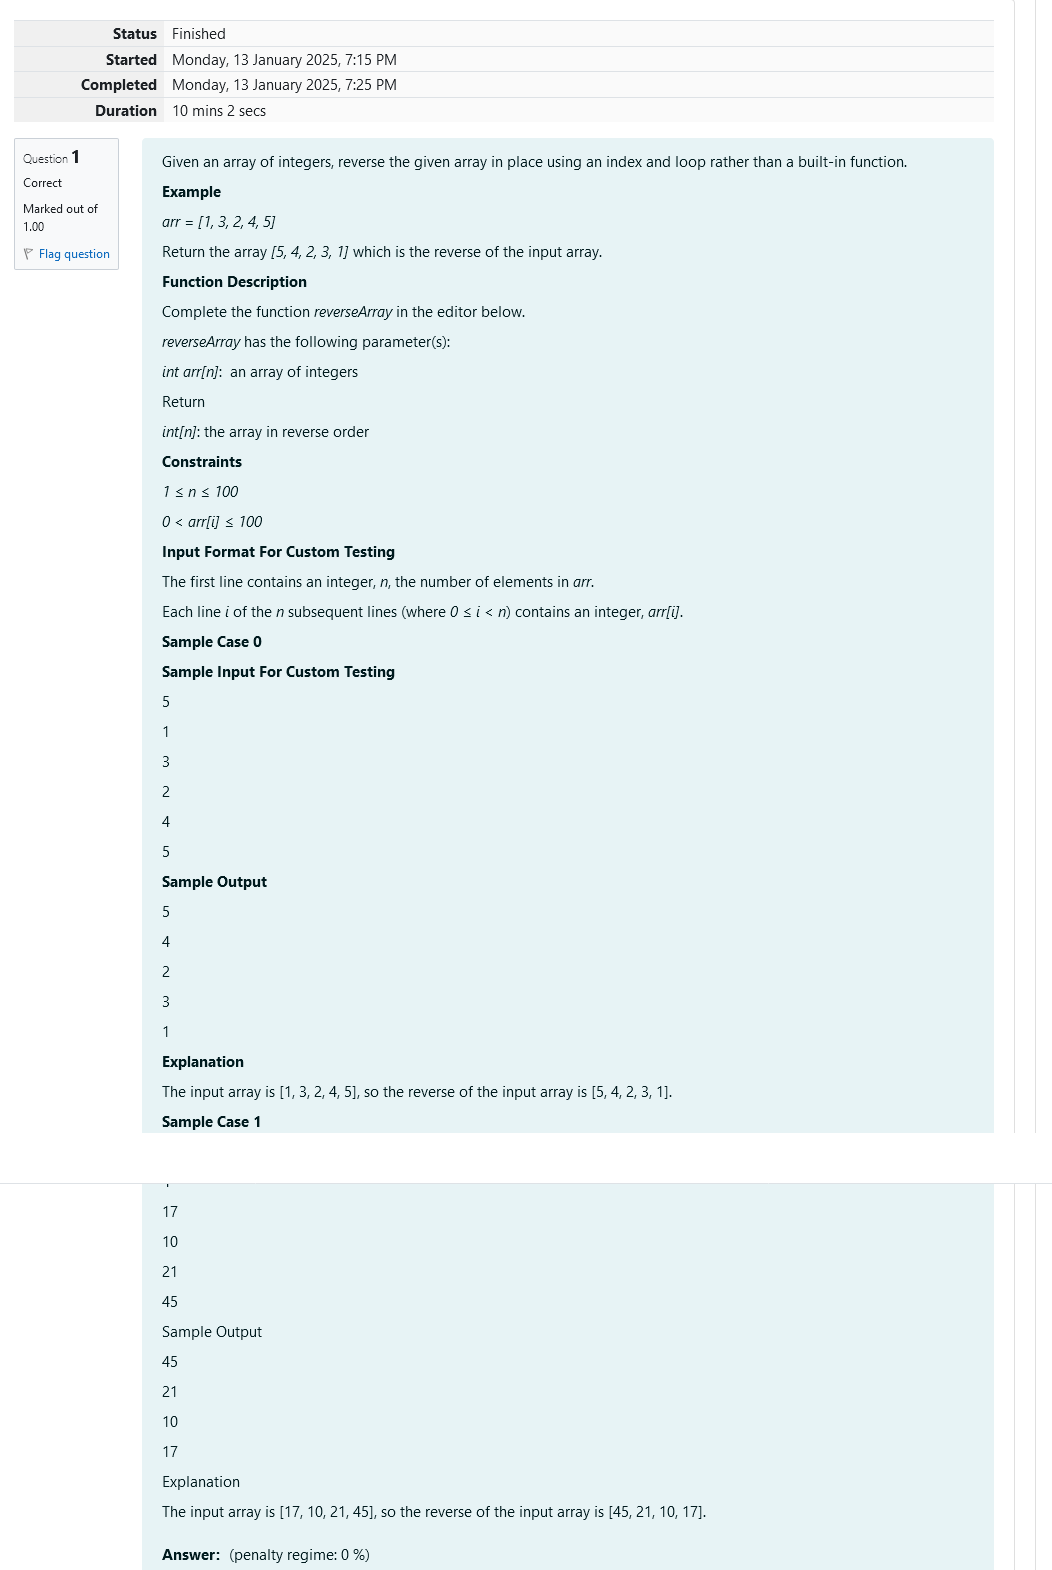 Status Finished
Started Monday, 13 January 2025, 7:15 PM
Completed Monday, 13 January 2025, 7:25 PM
Duration 10 mins 2 secs
Question 1
Correct
Marked out of
1.00
Flag question
Given an array of integers, reverse the given array in place using an index and loop rather than a built-in function.
Example
arr = [1, 3, 2, 4, 5]
Return the array [5, 4, 2, 3, 1] which is the reverse of the input array.
Function Description
Complete the function reverseArray in the editor below.
reverseArray has the following parameter(s):
int arr[n]: an array of integers
Return
int[n]: the array in reverse order
Constraints
1 ≤ n ≤ 100
0 < arr[i] ≤ 100
Input Format For Custom Testing
The first line contains an integer, n, the number of elements in arr.
Each line i of the n subsequent lines (where 0 ≤ i < n) contains an integer, arr[i].
Sample Case 0
Sample Input For Custom Testing
5
1
3
2
4
5
Sample Output
5
4
2
3
1
Explanation
The input array is [1, 3, 2, 4, 5], so the reverse of the input array is [5, 4, 2, 3, 1].
Sample Case 1
17
10
21
45
Sample Output
45
21
10
17
Explanation
The input array is [17, 10, 21, 45], so the reverse of the input array is [45, 21, 10, 17].
Answer: (penalty regime: 0 %)